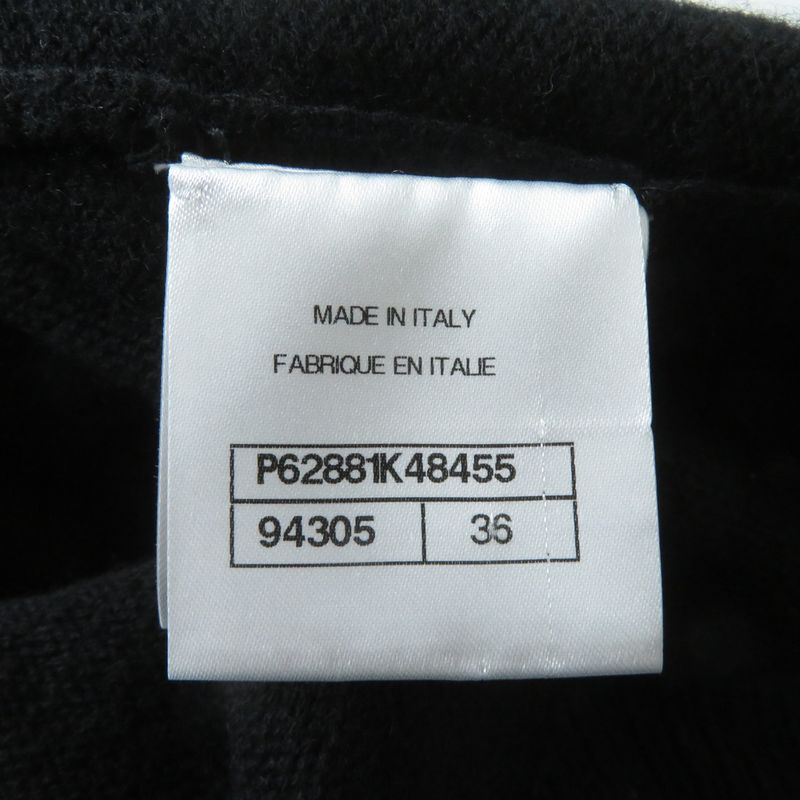 MADE IN ITALY
FABRIQUE EN ITALIE
P62881K48455
94305 36